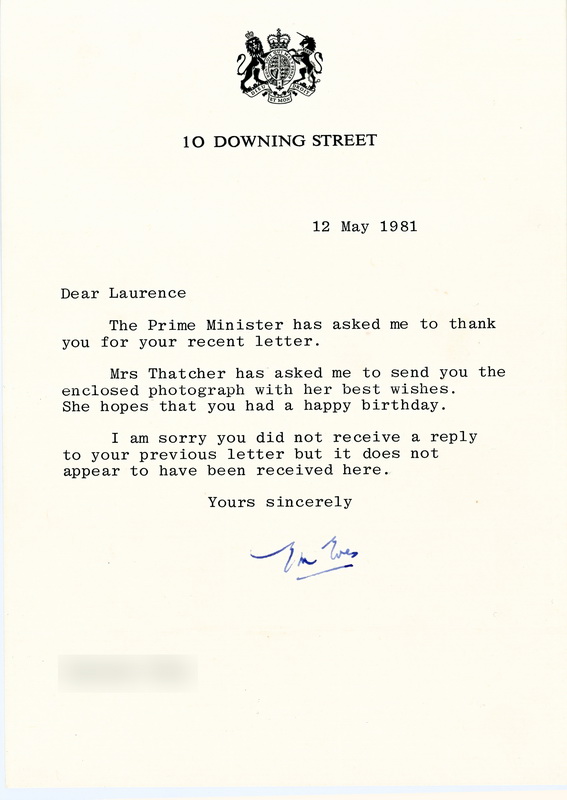 10 DOWNING STREET
12 May 1981
Dear Laurence
The Prime Minister has asked me to thank
you for your recent letter.
Mrs Thatcher has asked me to send you the
enclosed photograph with her best wishes.
She hopes that you had a happy birthday.
I am sorry you did not receive a reply
to your previous letter but it does not
appear to have been received here.
Yours sincerely